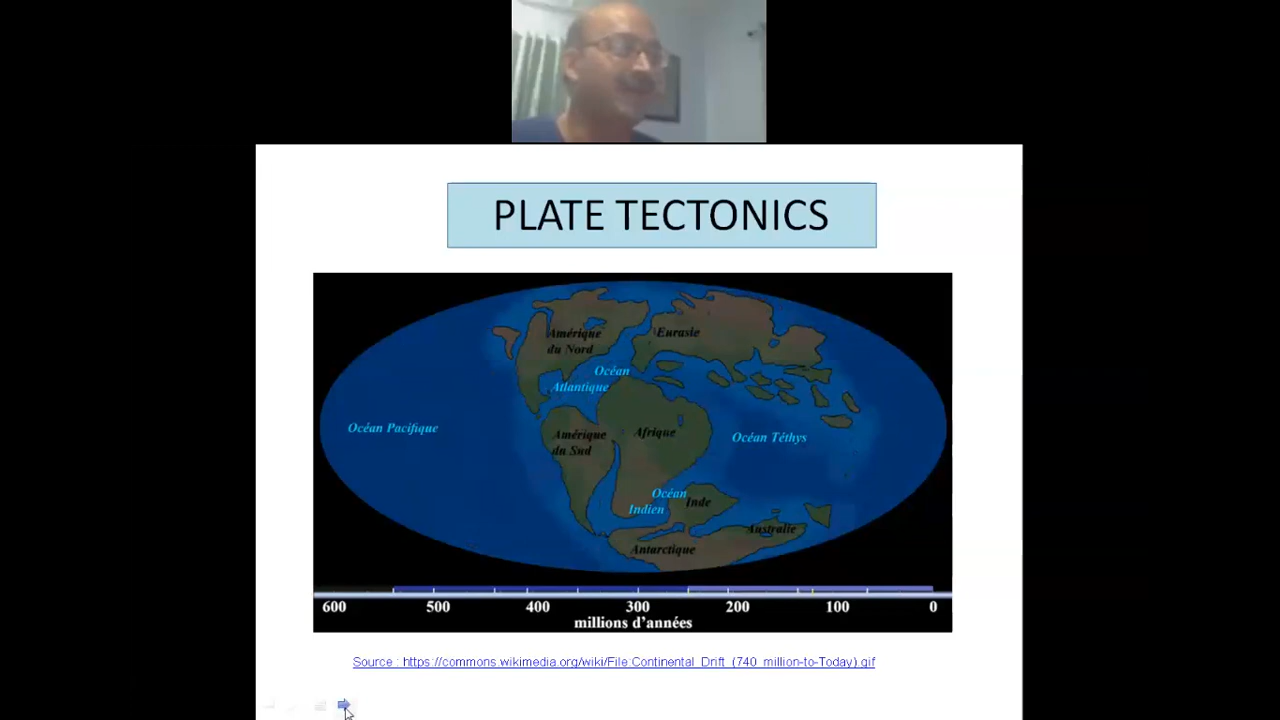 PLATE TECTONICS
Amérique
du Nord
Eurasie
Océan
Atlantique
Océan Pacifique
Amérique
du Sud
Afrique
Océan Téthys
Océan
Indien
Inde
Australie
Antarctique
600 500 400 300 200 100 0
millions d'années
Source : https://commons.wikimedia.org/wiki/File:Continental_Drift_(740_million-to-Today).gif